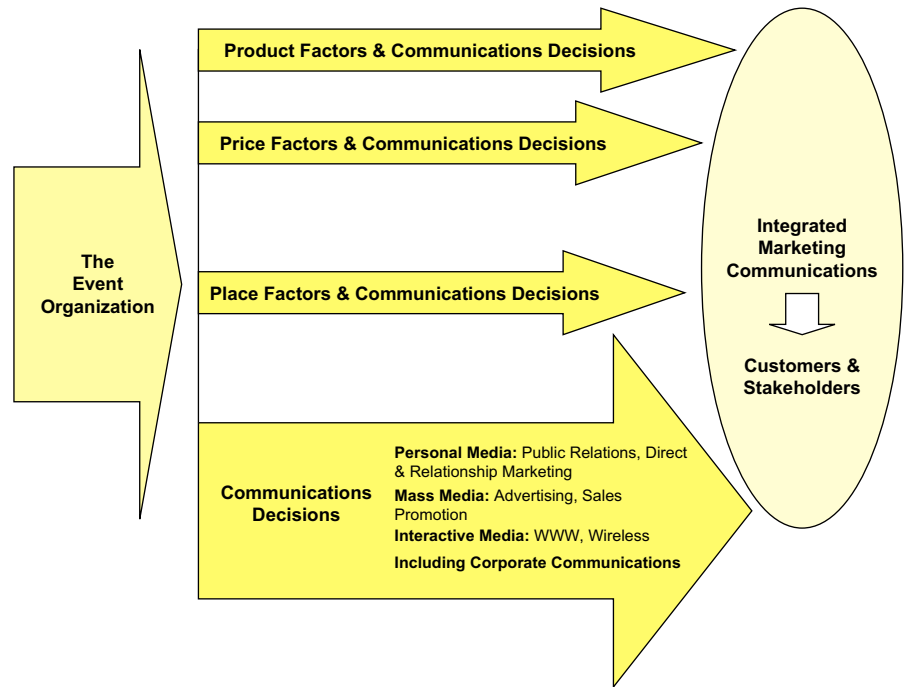 Product Factors & Communications Decisions
Price Factors & Communications Decisions
The
Event
Organization
Place Factors & Communications Decisions
Integrated
Marketing
Communications
Customers &
Stakeholders
Communications
Decisions
Personal Media: Public Relations, Direct
& Relationship Marketing
Mass Media: Advertising, Sales
Promotion
Interactive Media: WWW, Wireless
Including Corporate Communications